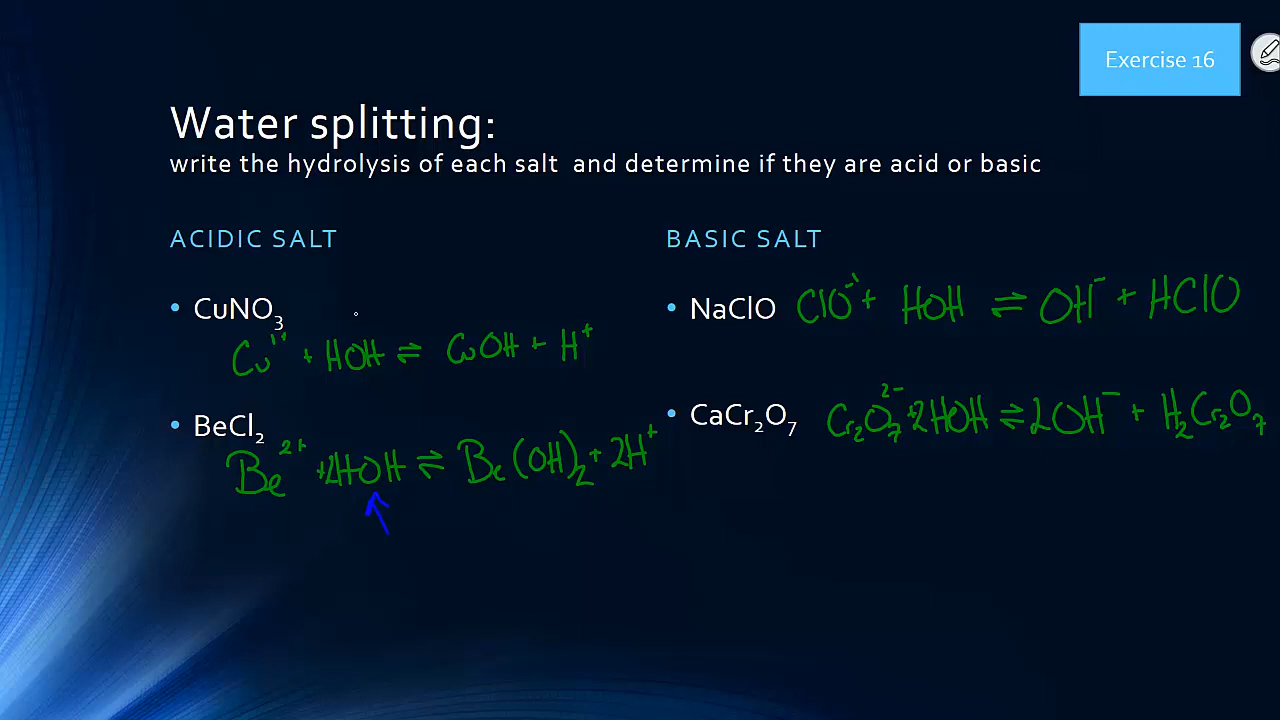 Exercise 16
Water splitting:
write the hydrolysis of each salt and determine if they are acid or basic
ACIDIC SALT
• CuNO₃
Cu¹⁺ + HOH ⇌ CuOH + H⁺
• BeCl₂
Be²⁺ + 2HOH ⇌ Be(OH)₂ + 2H⁺
BASIC SALT
• NaClO ClO⁻¹ + HOH ⇌ OH⁻ + HClO
• CaCr₂O₇ Cr₂O₇²⁻ + 2HOH ⇌ 2OH⁻ + H₂Cr₂O₇